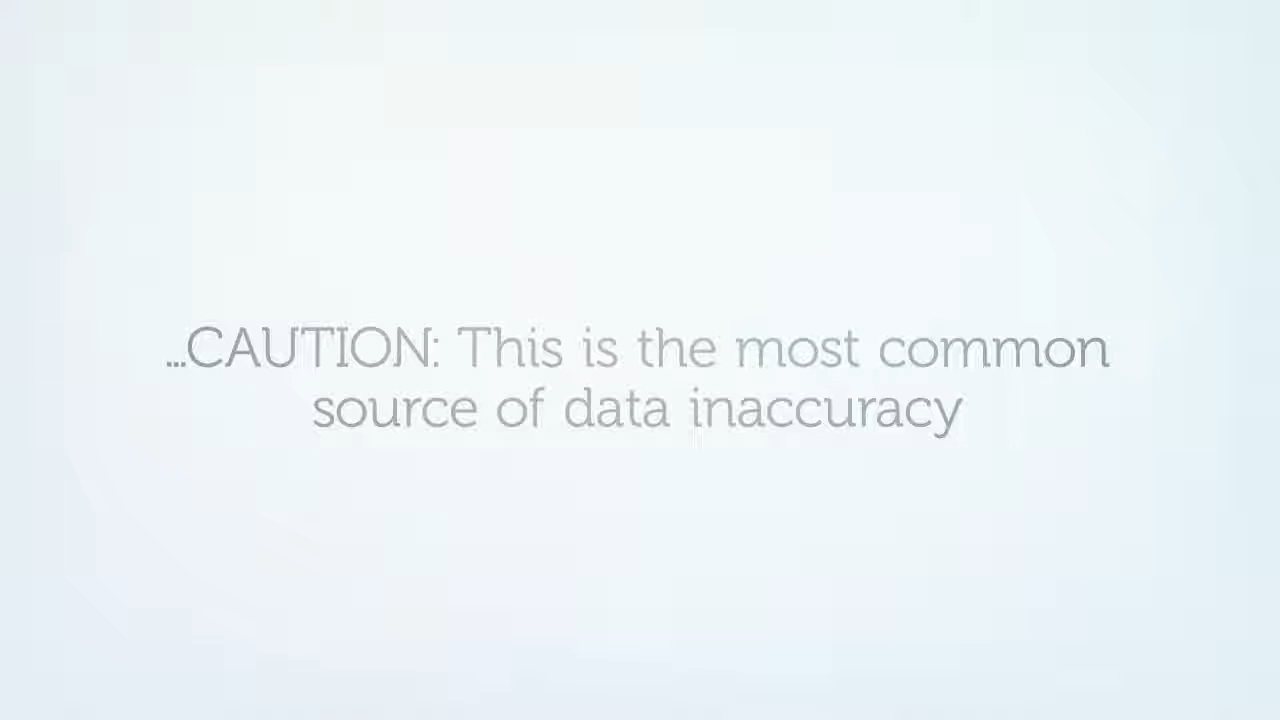 ...CAUTION: This is the most common
source of data inaccuracy